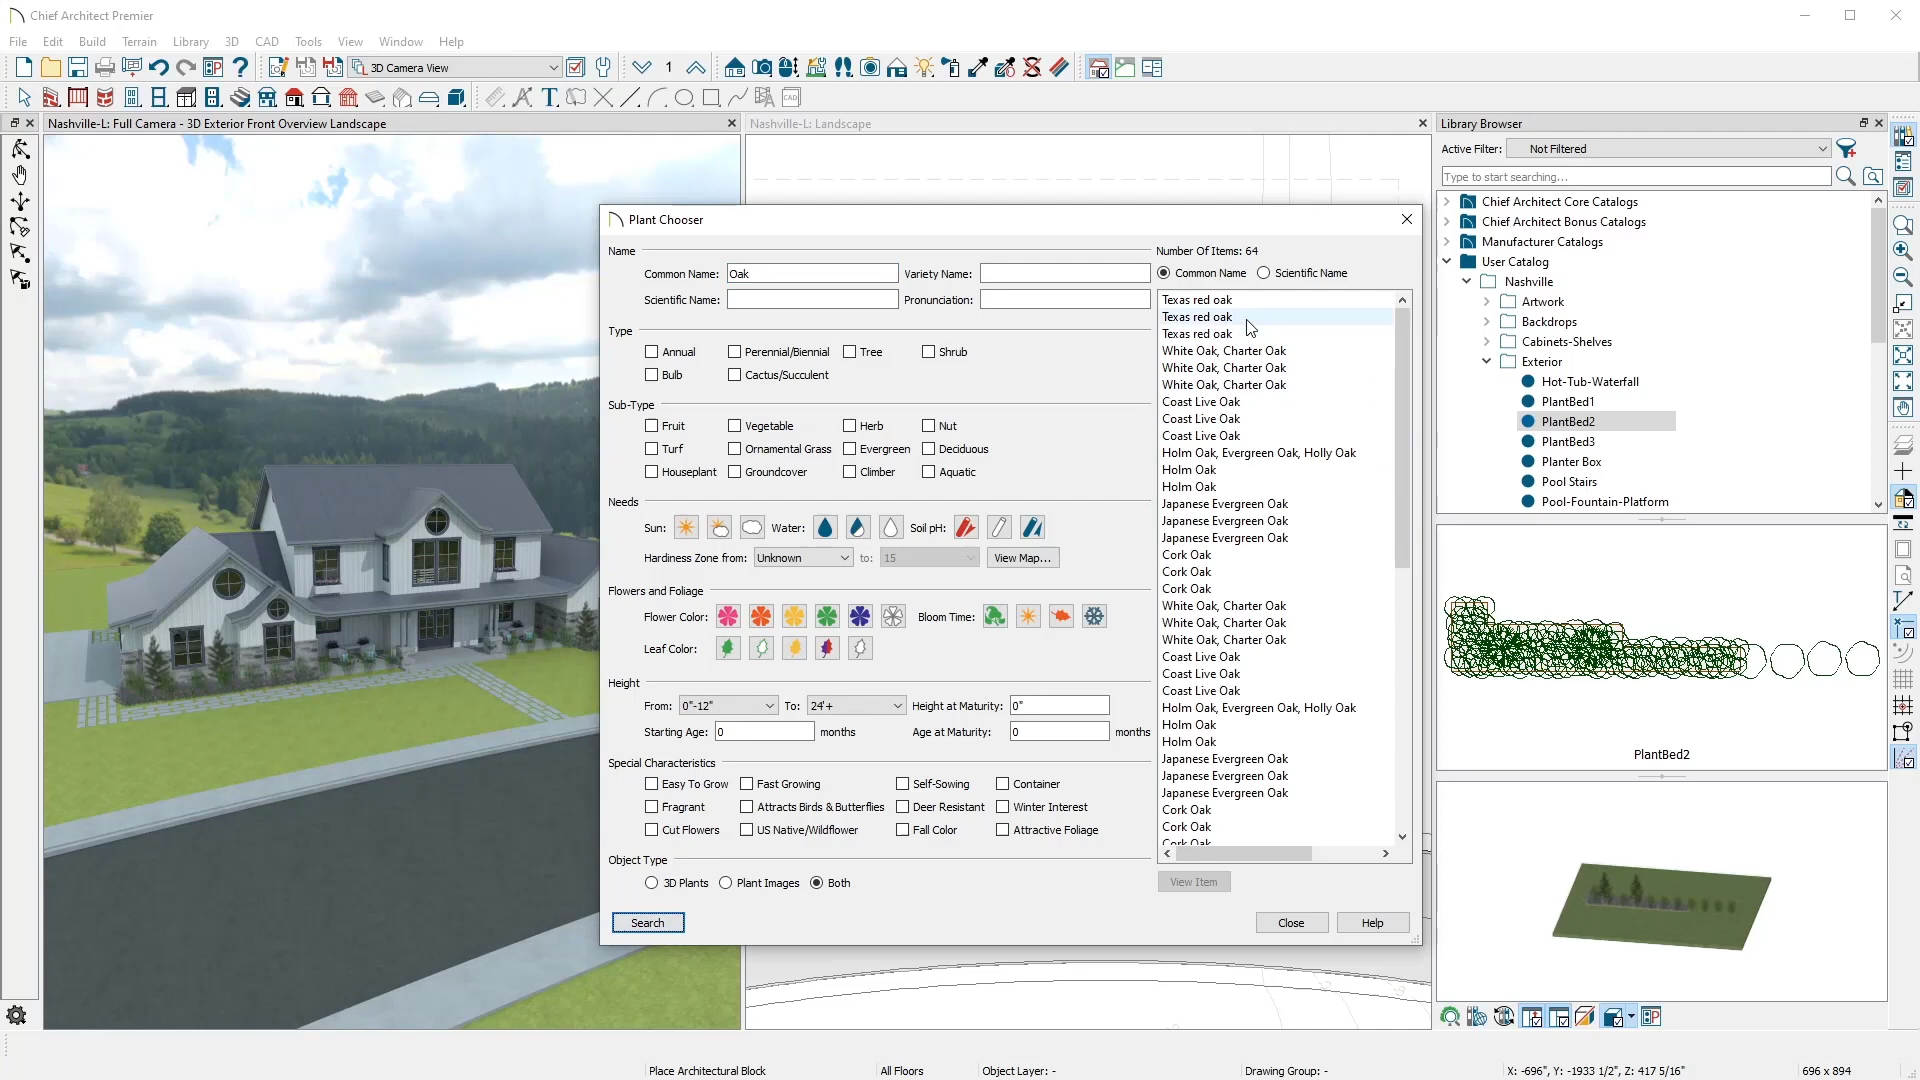 Chief Architect Premier
File Edit Build Terrain Library 3D CAD Tools View Window Help
3D Camera View
1
Nashville-L: Full Camera - 3D Exterior Front Overview Landscape
Nashville-L: Landscape
Plant Chooser
Name
Common Name: Oak Variety Name:
Scientific Name: Pronunciation:
Type
Annual Perennial/Biennial Tree Shrub
Bulb Cactus/Succulent
Sub-Type
Fruit Vegetable Herb Nut
Turf Ornamental Grass Evergreen Deciduous
Houseplant Groundcover Climber Aquatic
Needs
Sun: Water: Soil pH:
Hardiness Zone from: Unknown to: 15 View Map...
Flowers and Foliage
Flower Color: Bloom Time:
Leaf Color:
Height
From: 0"-12" To: 24'+ Height at Maturity: 0"
Starting Age: 0 months Age at Maturity: 0 months
Special Characteristics
Easy To Grow Fast Growing Self-Sowing Container
Fragrant Attracts Birds & Butterflies Deer Resistant Winter Interest
Cut Flowers US Native/Wildflower Fall Color Attractive Foliage
Object Type
3D Plants Plant Images Both
Search
Number Of Items: 64
Common Name Scientific Name
Texas red oak
Texas red oak
Texas red oak
White Oak, Charter Oak
White Oak, Charter Oak
White Oak, Charter Oak
Coast Live Oak
Coast Live Oak
Coast Live Oak
Holm Oak, Evergreen Oak, Holly Oak
Holm Oak
Holm Oak
Japanese Evergreen Oak
Japanese Evergreen Oak
Japanese Evergreen Oak
Cork Oak
Cork Oak
Cork Oak
White Oak, Charter Oak
White Oak, Charter Oak
White Oak, Charter Oak
Coast Live Oak
Coast Live Oak
Coast Live Oak
Holm Oak, Evergreen Oak, Holly Oak
Holm Oak
Holm Oak
Japanese Evergreen Oak
Japanese Evergreen Oak
Japanese Evergreen Oak
Cork Oak
Cork Oak
Cork Oak
View Item
Close Help
Library Browser
Active Filter: Not Filtered
Type to start searching...
Chief Architect Core Catalogs
Chief Architect Bonus Catalogs
Manufacturer Catalogs
User Catalog
Nashville
Artwork
Backdrops
Cabinets-Shelves
Exterior
Hot-Tub-Waterfall
PlantBed1
PlantBed2
PlantBed3
Planter Box
Pool Stairs
Pool-Fountain-Platform
PlantBed2
Place Architectural Block All Floors Object Layer: - Drawing Group: - X: -696", Y: -1933 1/2", Z: 417 5/16" 696 x 894